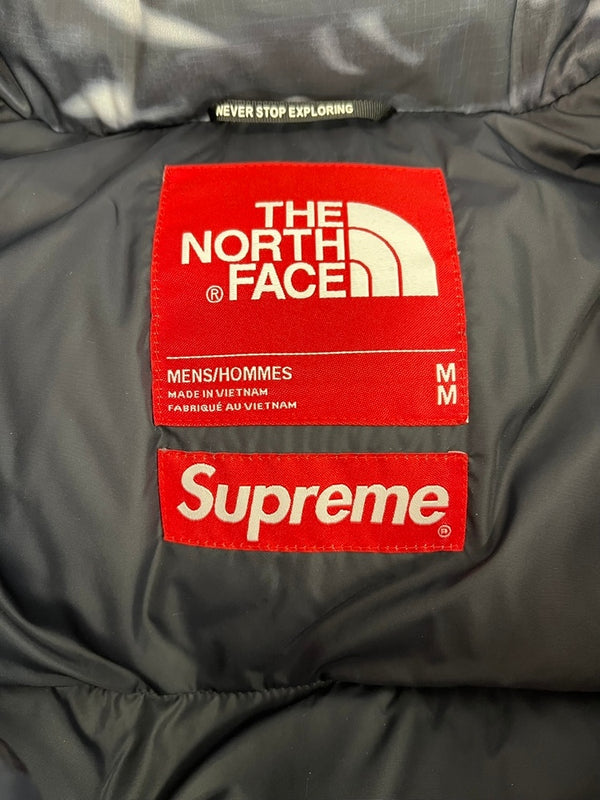 NEVER STOP EXPLORING
THE
NORTH
® FACE
MENS/HOMMES M
MADE IN VIETNAM M
FABRIQUÉ AU VIETNAM
Supreme ®